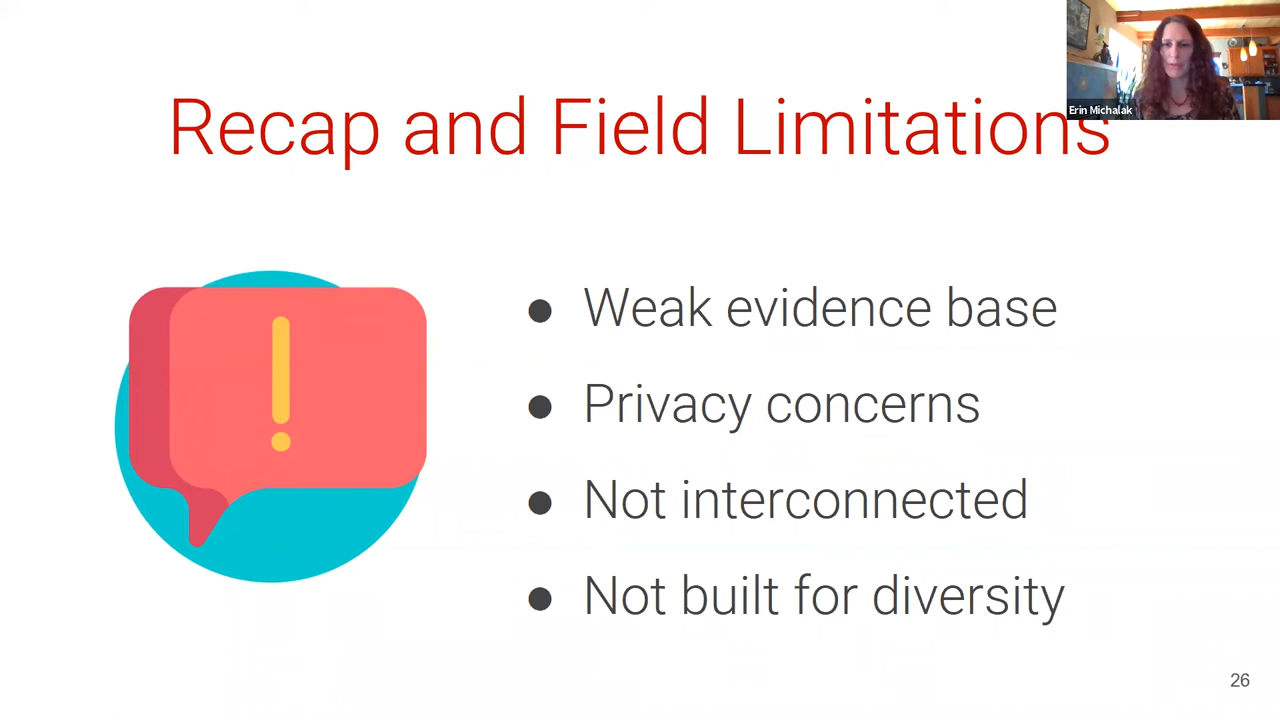 Erin Michalak
Recap and Field Limitations
● Weak evidence base
● Privacy concerns
● Not interconnected
● Not built for diversity
26